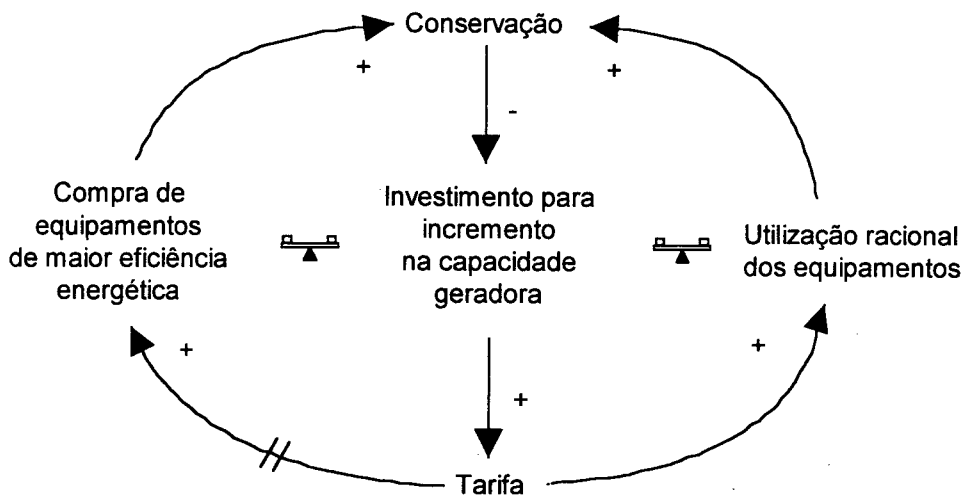 Conservação
+
+
-
Compra de
equipamentos
de maior eficiência
energética
Investimento para
incremento
na capacidade
geradora
Utilização racional
dos equipamentos
+
+
+
Tarifa